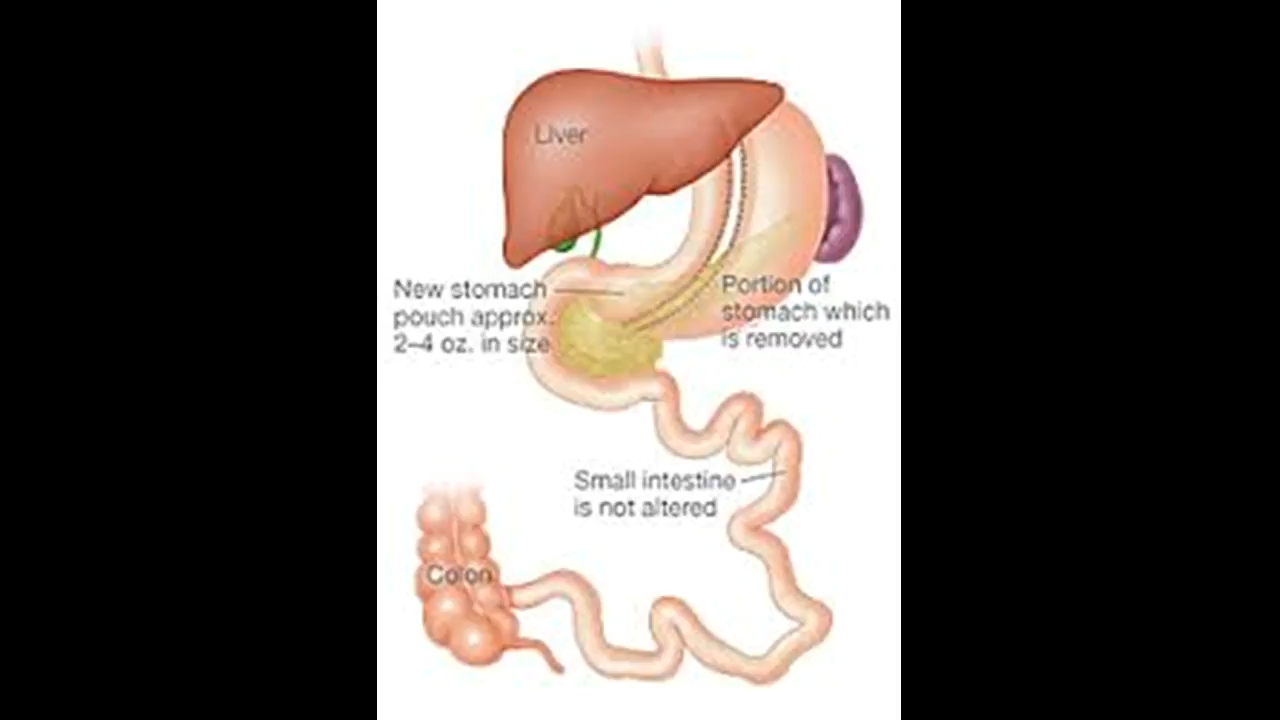 Liver
New stomach
pouch approx.
2–4 oz. in size
Portion of
stomach which
is removed
Small intestine
is not altered
Colon